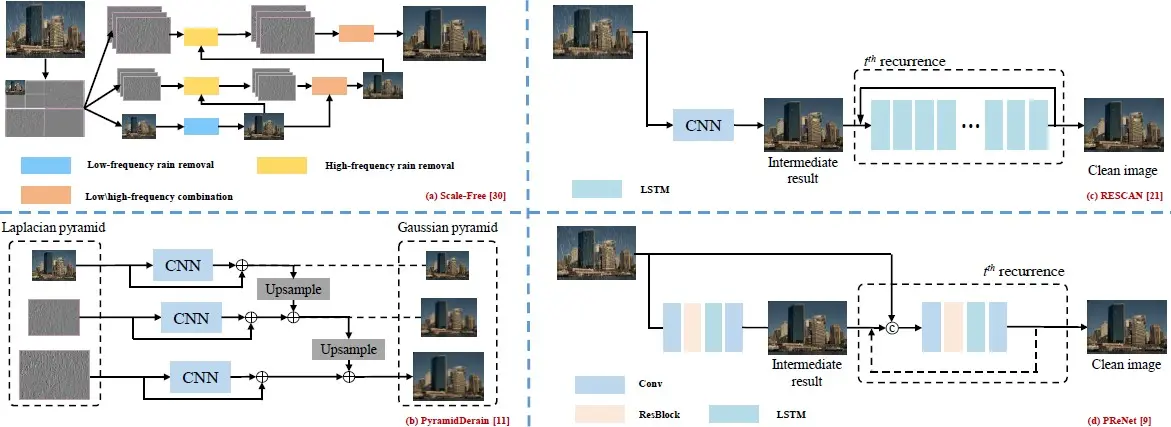 Low-frequency rain removal
High-frequency rain removal
Low\high-frequency combination
(a) Scale-Free [30]
tth recurrence
CNN
Intermediate
result
Clean image
LSTM
(c) RESCAN [21]
Laplacian pyramid
Gaussian pyramid
CNN
Upsample
CNN
Upsample
CNN
(b) PyramidDerain [11]
tth recurrence
C
Intermediate
result
Clean image
Conv
ResBlock
LSTM
(d) PReNet [9]